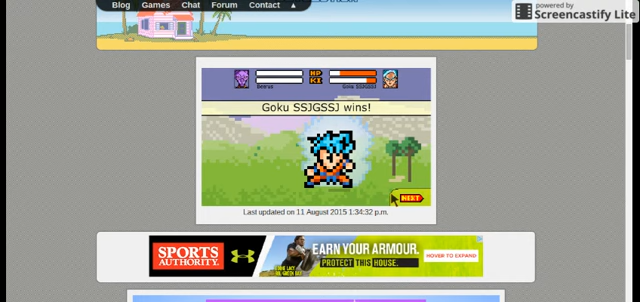 Blog Games Chat Forum Contact ▲
powered by
Screencastify Lite
HP
KI
Beerus
Goku SSJGSSJ
Goku SSJGSSJ wins!
NEXT
Last updated on 11 August 2015 1:34:32 p.m.
SPORTS
AUTHORITY.
EARN YOUR ARMOUR.
PROTECT THIS HOUSE.
HOVER TO EXPAND